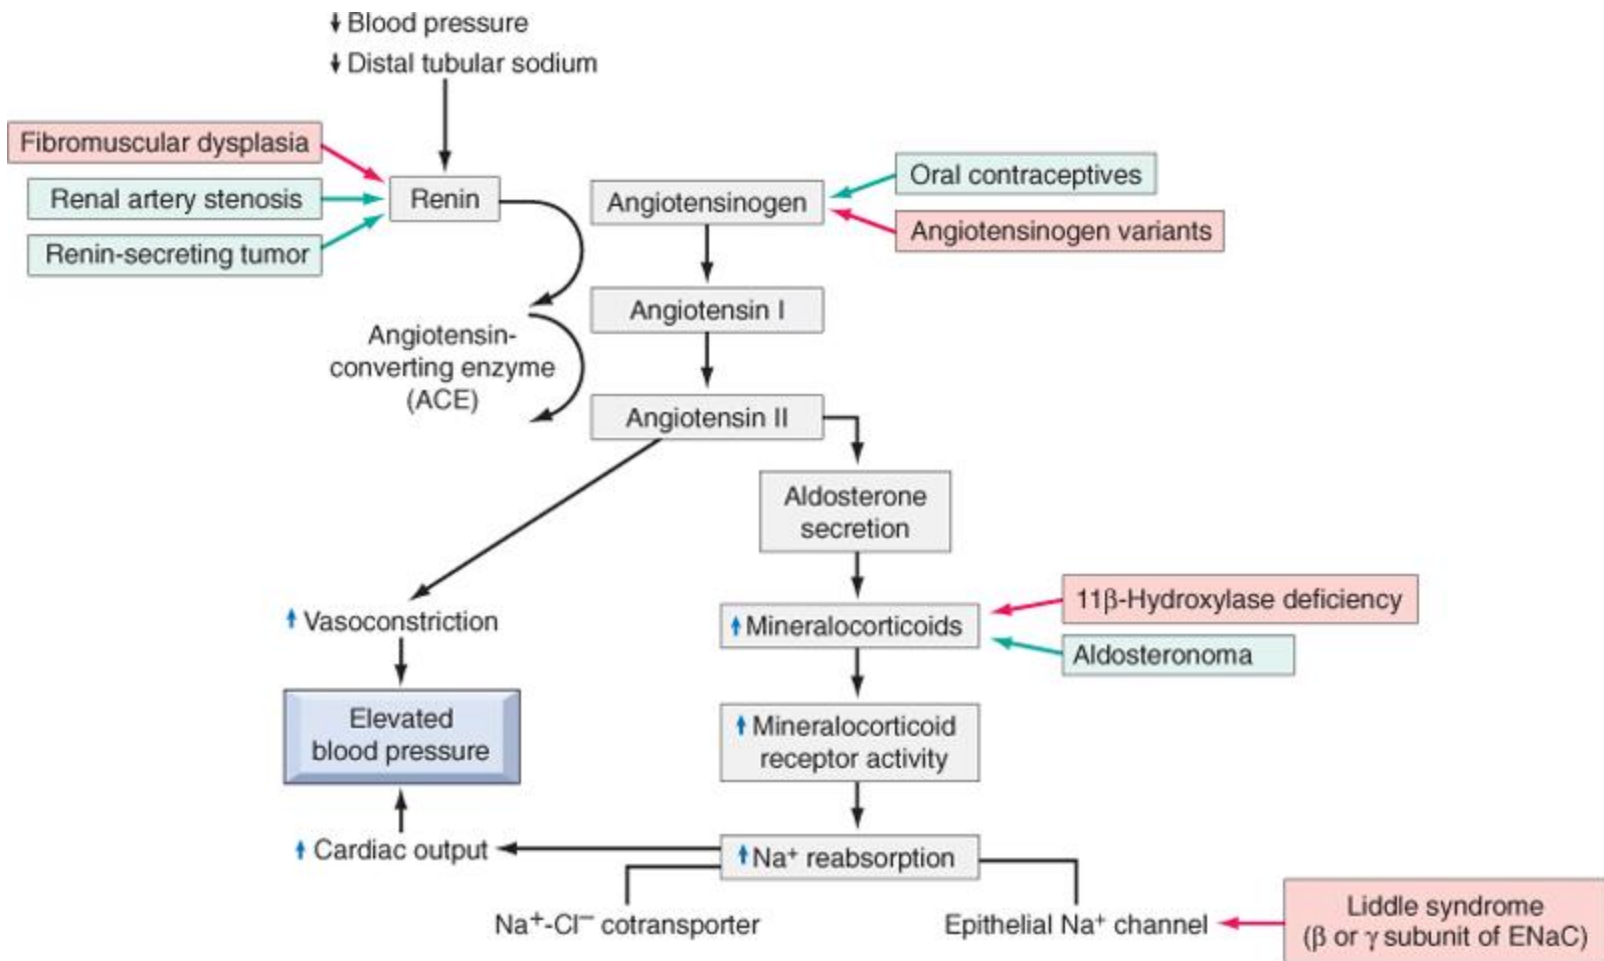 ↓ Blood pressure
↓ Distal tubular sodium
Fibromuscular dysplasia
Renal artery stenosis
Renin-secreting tumor
Renin
Angiotensinogen
Oral contraceptives
Angiotensinogen variants
Angiotensin I
Angiotensin-
converting enzyme
(ACE)
Angiotensin II
Aldosterone
secretion
↑ Vasoconstriction
↑ Mineralocorticoids
11β-Hydroxylase deficiency
Aldosteronoma
Elevated
blood pressure
↑ Mineralocorticoid
receptor activity
↑ Cardiac output
↑ Na⁺ reabsorption
Na⁺-Cl⁻ cotransporter
Epithelial Na⁺ channel
Liddle syndrome
(β or γ subunit of ENaC)